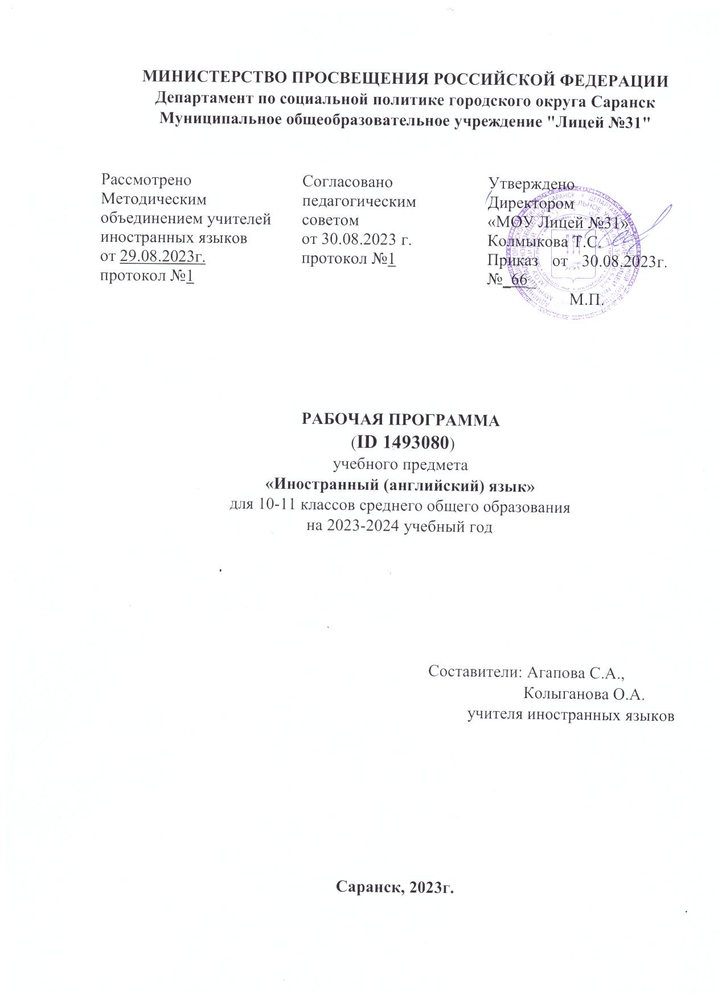 МИНИСТЕРСТВО ПРОСВЕЩЕНИЯ РОССИЙСКОЙ ФЕДЕРАЦИИ
Департамент по социальной политике городского округа Саранск
Муниципальное общеобразовательное учреждение "Лицей №31"
Рассмотрено
Методическим
объединением учителей
иностранных языков
от 29.08.2023г.
протокол №1
Согласовано
педагогическим
советом
от 30.08.2023 г.
протокол №1
Утверждено
Директором
«МОУ Лицей №31»
Колмыкова Т.С.
Приказ от 30.08.2023г.
№_66_
М.П.
РАБОЧАЯ ПРОГРАММА
(ID 1493080)
учебного предмета
«Иностранный (английский) язык»
для 10-11 классов среднего общего образования
на 2023-2024 учебный год
Составители: Агапова С.А.,
Колыганова О.А.
учителя иностранных языков
Саранск, 2023г.